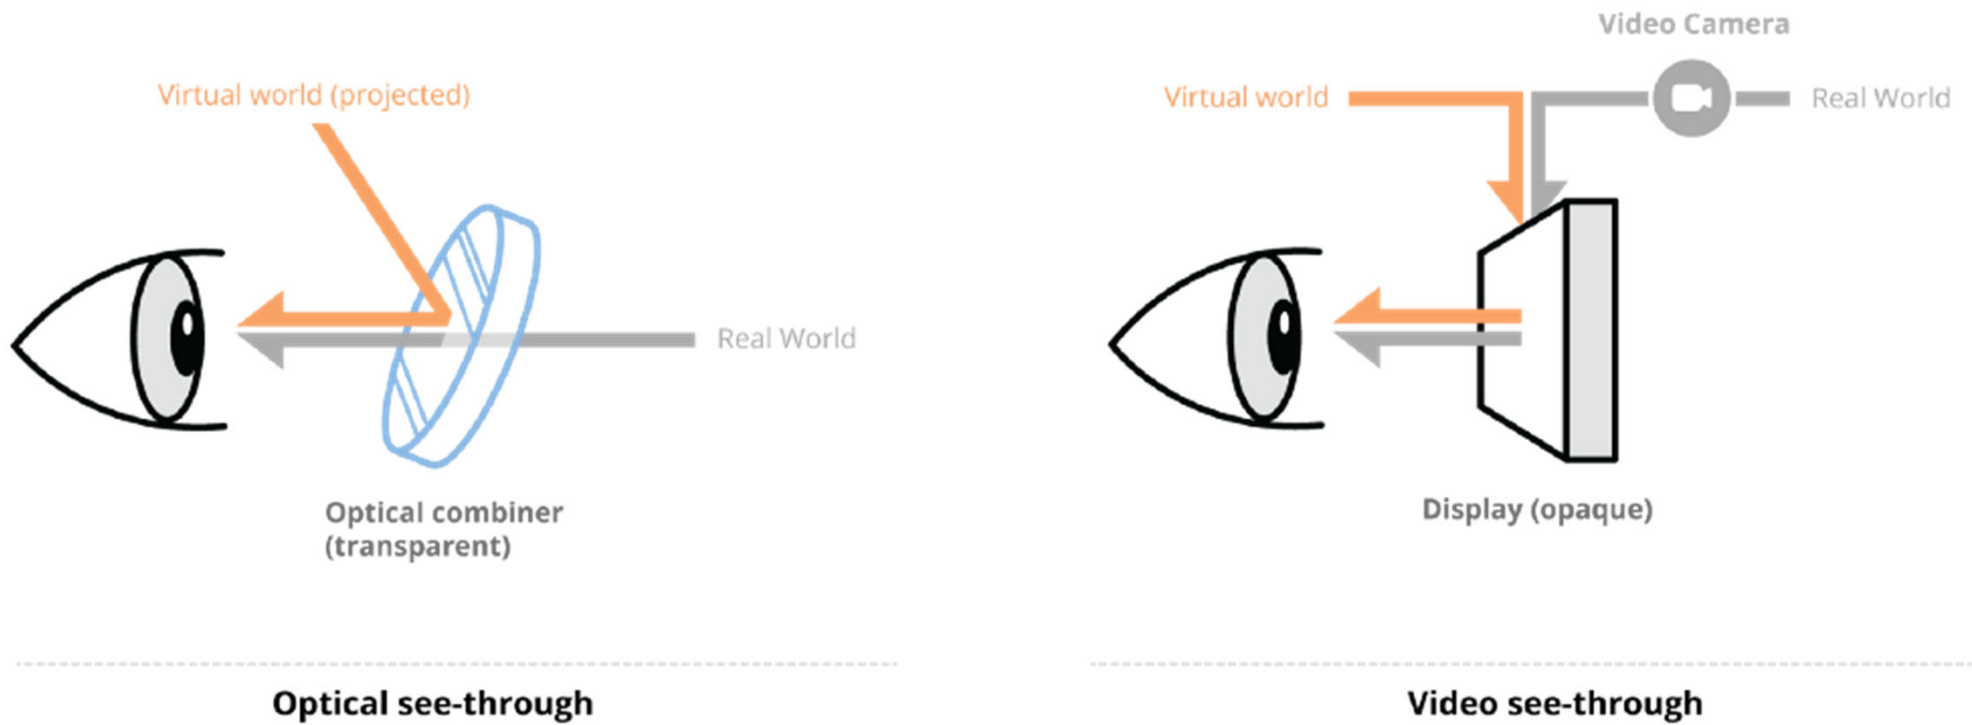 Virtual world (projected)
Real World
Optical combiner
(transparent)
Optical see-through
Video Camera
Virtual world
Real World
Display (opaque)
Video see-through